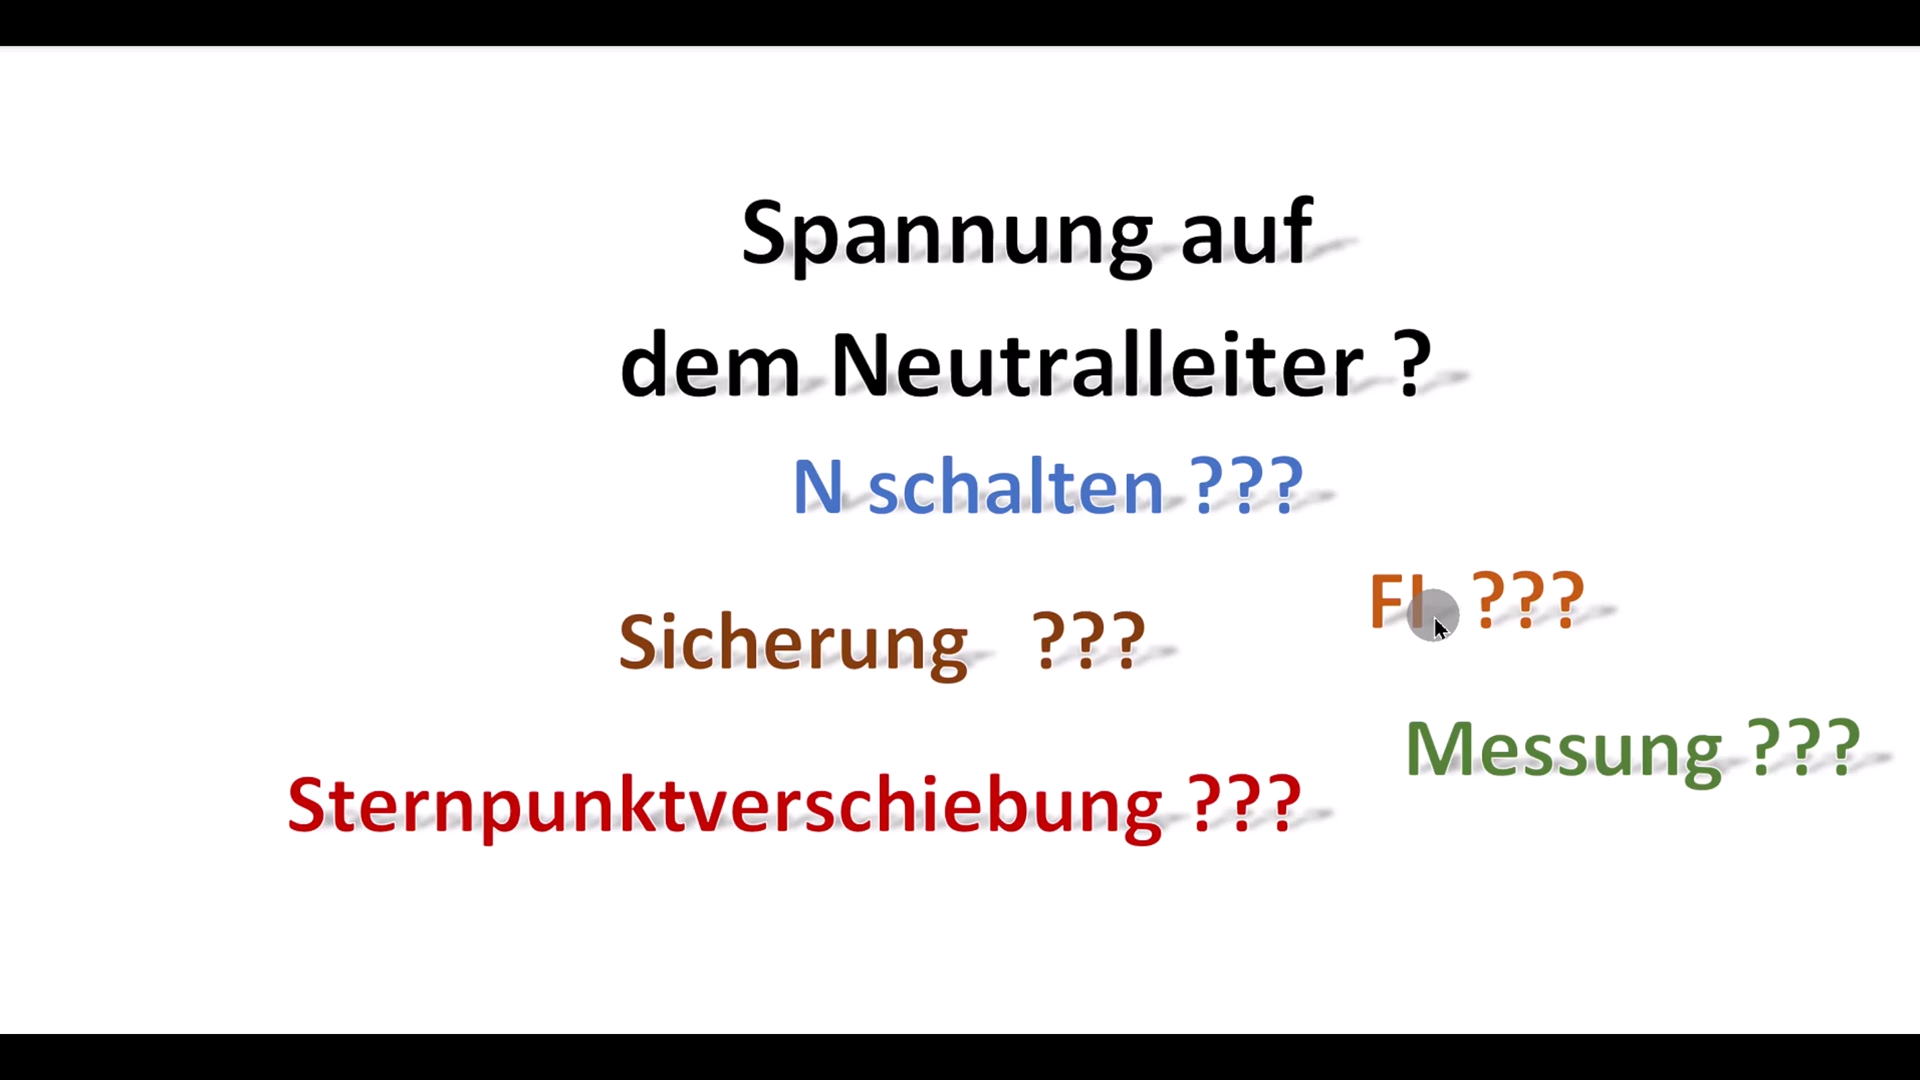 Spannung auf
dem Neutralleiter ?
N schalten ???
FI ???
Sicherung ???
Messung ???
Sternpunktverschiebung ???